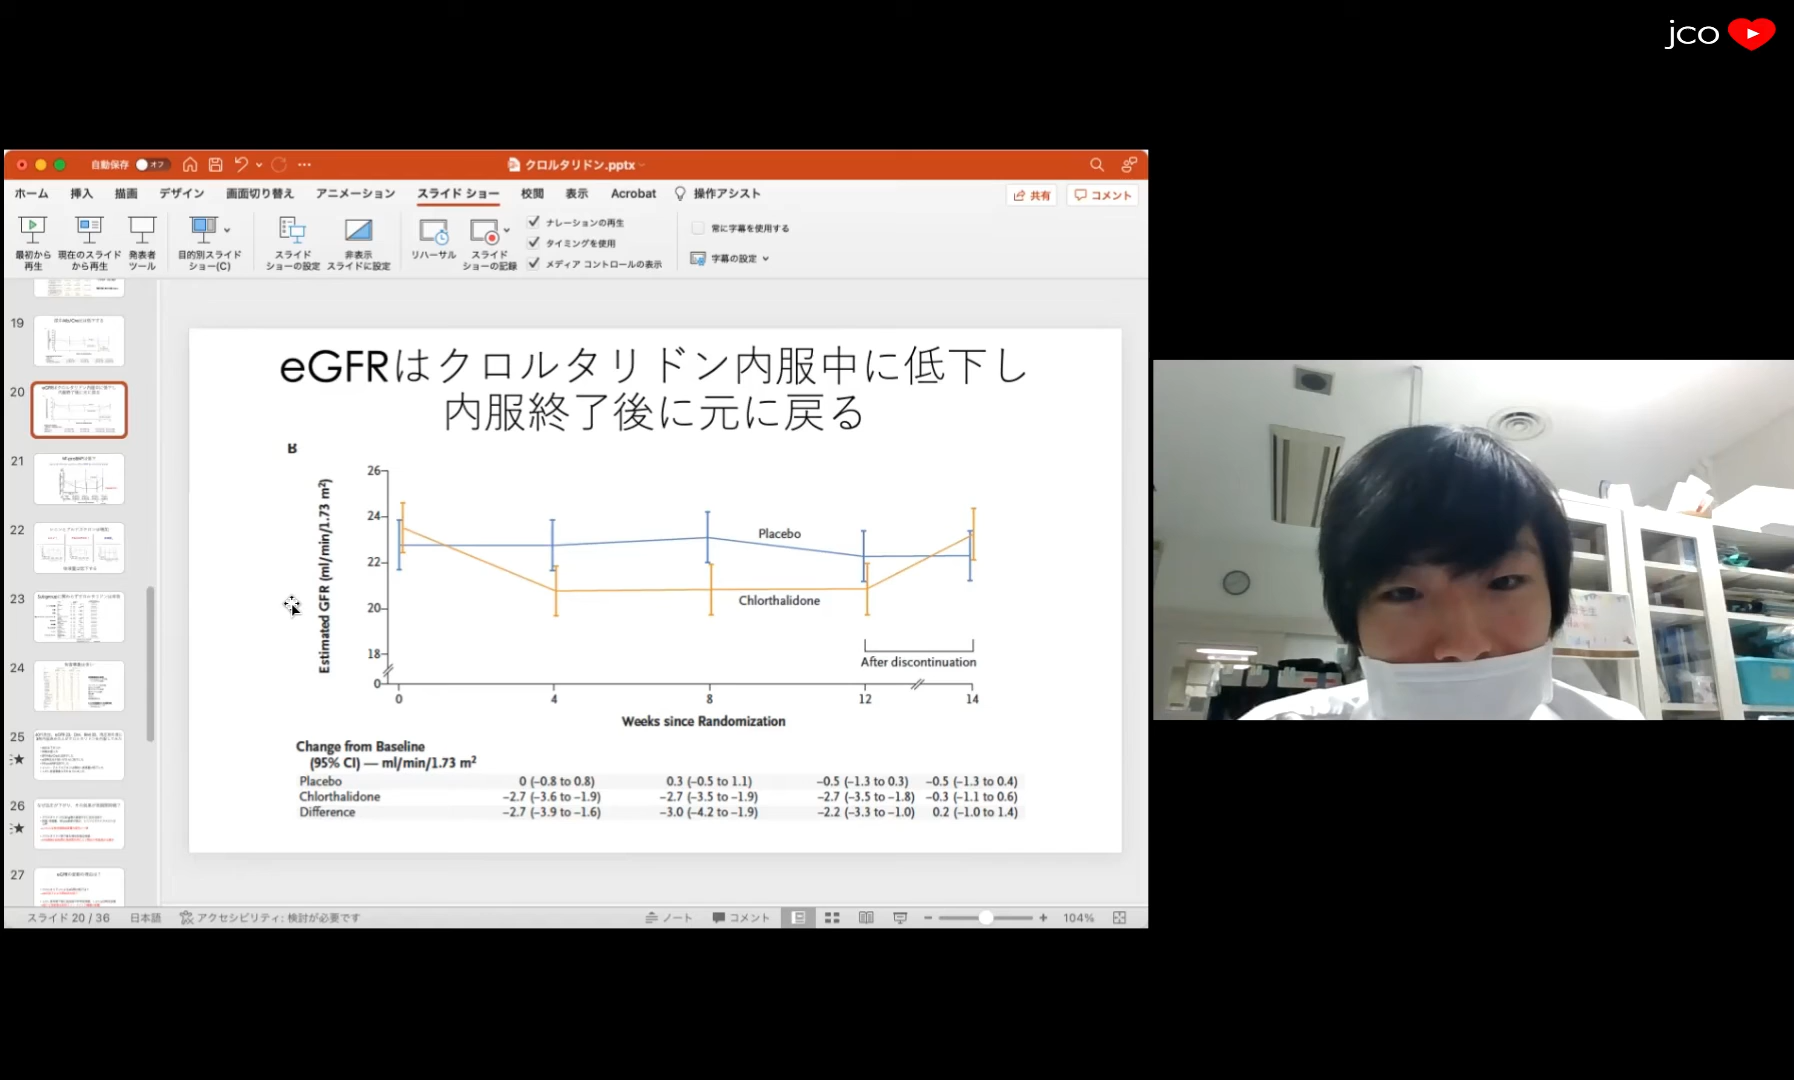 jco
自動保存 オフ
クロルタリドン.pptx
ホーム 挿入 描画 デザイン 画面切り替え アニメーション スライド ショー 校閲 表示 Acrobat 操作アシスト
共有 コメント
最初から
再生
現在のスライド
から再生
発表者
ツール
目的別スライド
ショー(C)
スライド
ショーの設定
非表示
スライドに設定
リハーサル
スライド
ショーの記録
ナレーションの再生
タイミングを使用
メディア コントロールの表示
常に字幕を使用する
字幕の設定
19
20
21
22
23
24
25
26
27
eGFRはクロルタリドン内服中に低下し
内服終了後に元に戻る
B
Estimated GFR (ml/min/1.73 m²)
26
24
22
20
18
0
Placebo
Chlorthalidone
After discontinuation
0 4 8 12 14
Weeks since Randomization
Change from Baseline
(95% CI) — ml/min/1.73 m²
Placebo 0 (−0.8 to 0.8) 0.3 (−0.5 to 1.1) −0.5 (−1.3 to 0.3) −0.5 (−1.3 to 0.4)
Chlorthalidone −2.7 (−3.6 to −1.9) −2.7 (−3.5 to −1.9) −2.7 (−3.5 to −1.8) −0.3 (−1.1 to 0.6)
Difference −2.7 (−3.9 to −1.6) −3.0 (−4.2 to −1.9) −2.2 (−3.3 to −1.0) 0.2 (−1.0 to 1.4)
スライド 20 / 36 日本語 アクセシビリティ: 検討が必要です ノート コメント 104%